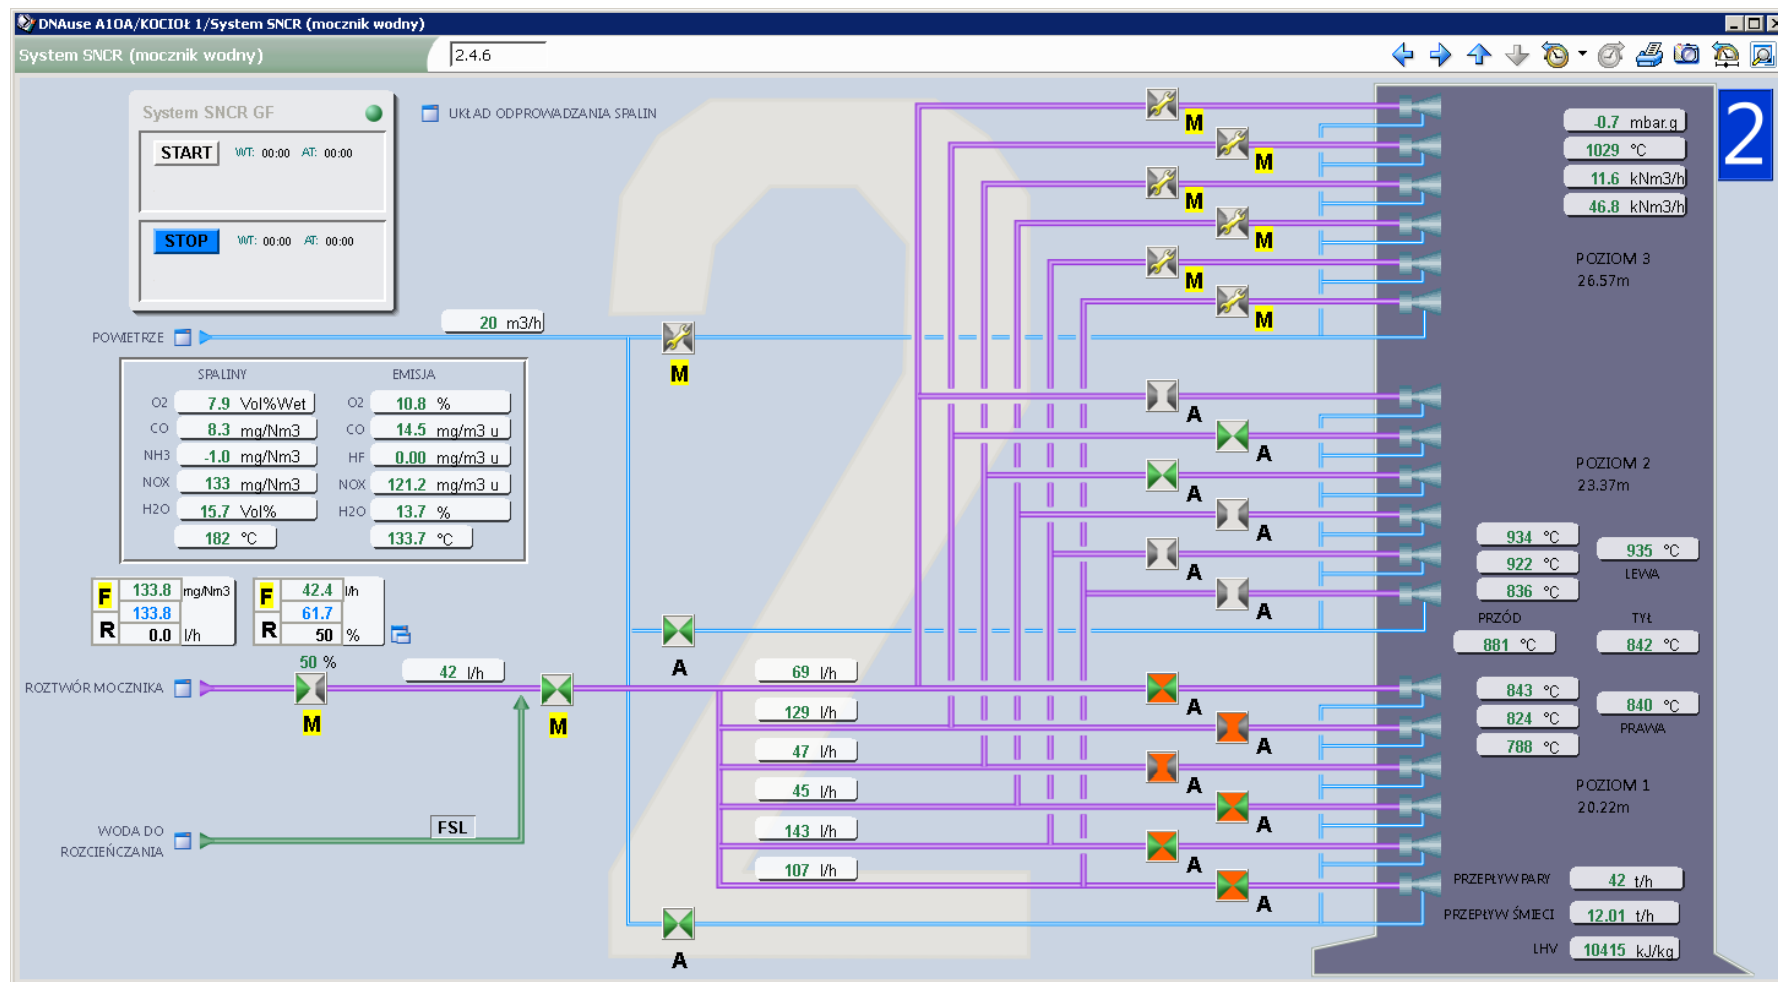 DNAuse A10A/KOCIOŁ 1/System SNCR (mocznik wodny)
System SNCR (mocznik wodny)
2.4.6
System SNCR GF
START WT: 00:00 AT: 00:00
STOP WT: 00:00 AT: 00:00
UKŁAD ODPROWADZANIA SPALIN
M
M
M
M
M
M
-0.7 mbar.g
1029 °C
11.6 kNm3/h
46.8 kNm3/h
2
POZIOM 3
26.57m
POWIETRZE
20 m3/h
M
SPALINY EMISJA
O2 7.9 Vol%Wet O2 10.8 %
CO 8.3 mg/Nm3 CO 14.5 mg/m3 u
NH3 -1.0 mg/Nm3 HF 0.00 mg/m3 u
NOX 133 mg/Nm3 NOX 121.2 mg/m3 u
H2O 15.7 Vol% H2O 13.7 %
182 °C 133.7 °C
A
A
A
A
A
A
POZIOM 2
23.37m
934 °C
922 °C
836 °C
935 °C
LEWA
PRZÓD TYŁ
881 °C 842 °C
F 133.8 mg/Nm3
133.8
R 0.0 l/h
F 42.4 l/h
61.7
R 50 %
50 %
M
ROZTWÓR MOCZNIKA
42 l/h
M
A
69 l/h
129 l/h
47 l/h
45 l/h
143 l/h
107 l/h
A
A
A
A
A
A
843 °C
824 °C
788 °C
840 °C
PRAWA
POZIOM 1
20.22m
WODA DO
ROZCIEŃCZANIA
FSL
A
PRZEPŁYW PARY 42 t/h
PRZEPŁYW ŚMIECI 12.01 t/h
LHV 10415 kJ/kg
2